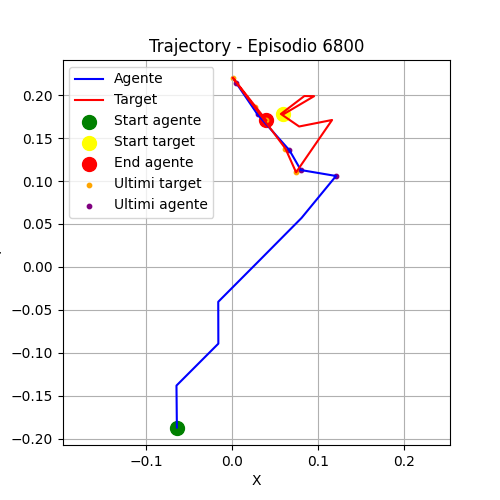 Trajectory - Episodio 6800
Agente
Target
Start agente
Start target
End agente
Ultimi target
Ultimi agente
0.20
0.15
0.10
0.05
0.00
−0.05
−0.10
−0.15
−0.20
−0.1
0.0
0.1
0.2
X